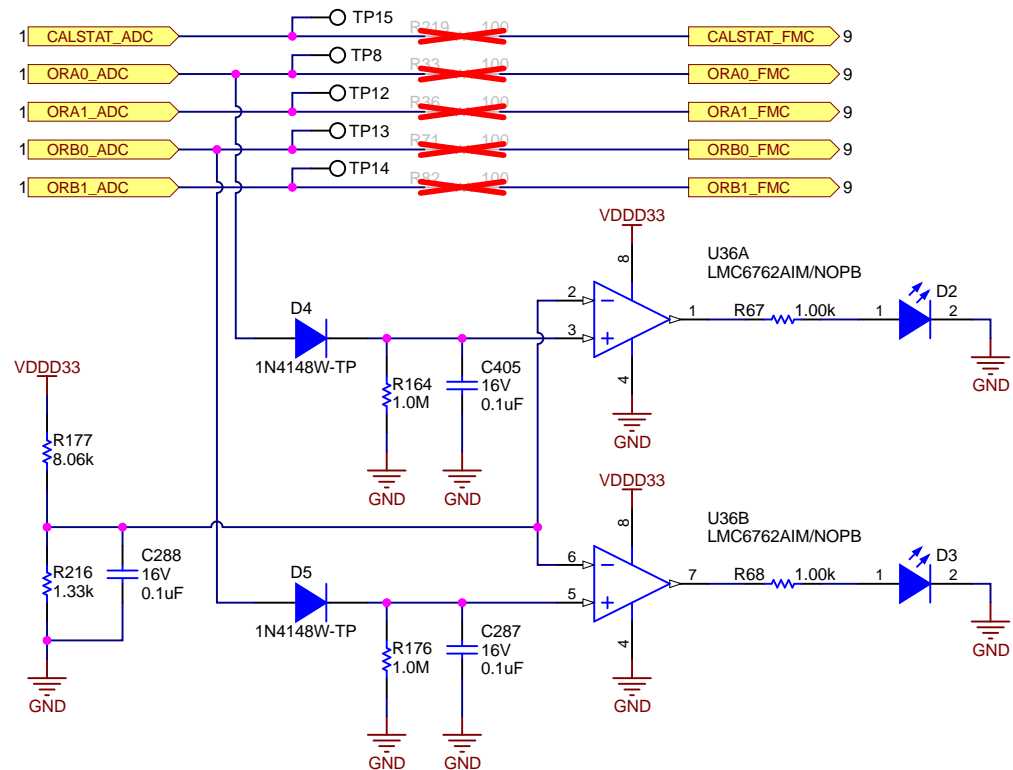 TP15
1 CALSTAT_ADC R219 100 CALSTAT_FMC 9
TP8
1 ORA0_ADC R33 100 ORA0_FMC 9
TP12
1 ORA1_ADC R36 100 ORA1_FMC 9
TP13
1 ORB0_ADC R71 100 ORB0_FMC 9
TP14
1 ORB1_ADC R82 100 ORB1_FMC 9
VDDD33
8
U36A
LMC6762AIM/NOPB
2
3
1
4
GND
R67 1.00k
1 D2 2
GND
D4
1N4148W-TP
R164
1.0M
GND
C405
16V
0.1uF
GND
VDDD33
R177
8.06k
R216
1.33k
C288
16V
0.1uF
GND
VDDD33
8
U36B
LMC6762AIM/NOPB
6
5
7
4
GND
R68 1.00k
1 D3 2
GND
D5
1N4148W-TP
R176
1.0M
GND
C287
16V
0.1uF
GND